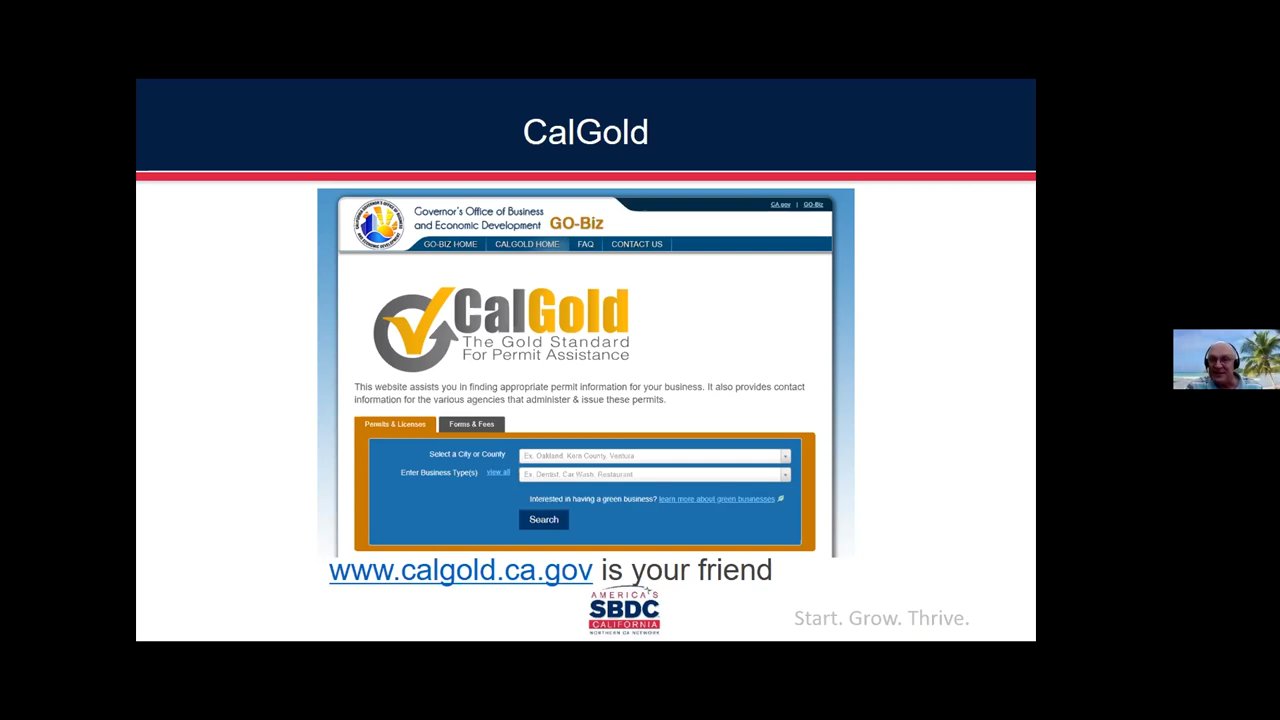 CalGold
Governor's Office of Business
and Economic Development
GO-Biz
CA.gov | GO-Biz
GO-BIZ HOME
CALGOLD HOME
FAQ
CONTACT US
CalGold
The Gold Standard
For Permit Assistance
This website assists you in finding appropriate permit information for your business. It also provides contact
information for the various agencies that administer & issue these permits.
Permits & Licenses
Forms & Fees
Select a City or County
Ex. Oakland, Kern County, Ventura
Enter Business Type(s) view all
Ex. Dentist, Car Wash, Restaurant
Interested in having a green business? learn more about green businesses
Search
www.calgold.ca.gov is your friend
AMERICA'S
SBDC
CALIFORNIA
NORTHERN CA NETWORK
Start. Grow. Thrive.